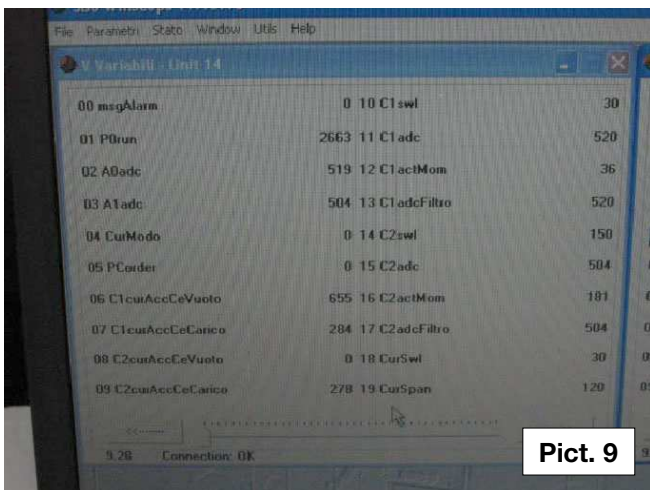 File Parametri Stato Window Utils Help
V Variabili - Unit 14
00 msgAlarm 0 10 C1swl 30
01 P0run 2663 11 C1adc 520
02 A0adc 519 12 C1actMom 36
03 A1adc 504 13 C1adcFiltro 520
04 CurModo 0 14 C2swl 150
05 PCorder 0 15 C2adc 504
06 C1curAccCeVuoto 655 16 C2actMom 181
07 C1curAccCeCarico 284 17 C2adcFiltro 504
08 C2curAccCeVuoto 0 18 CurSwl 30
09 C2curAccCeCarico 278 19 CurSpan 120
<<------
9.28 Connection: OK
Pict. 9